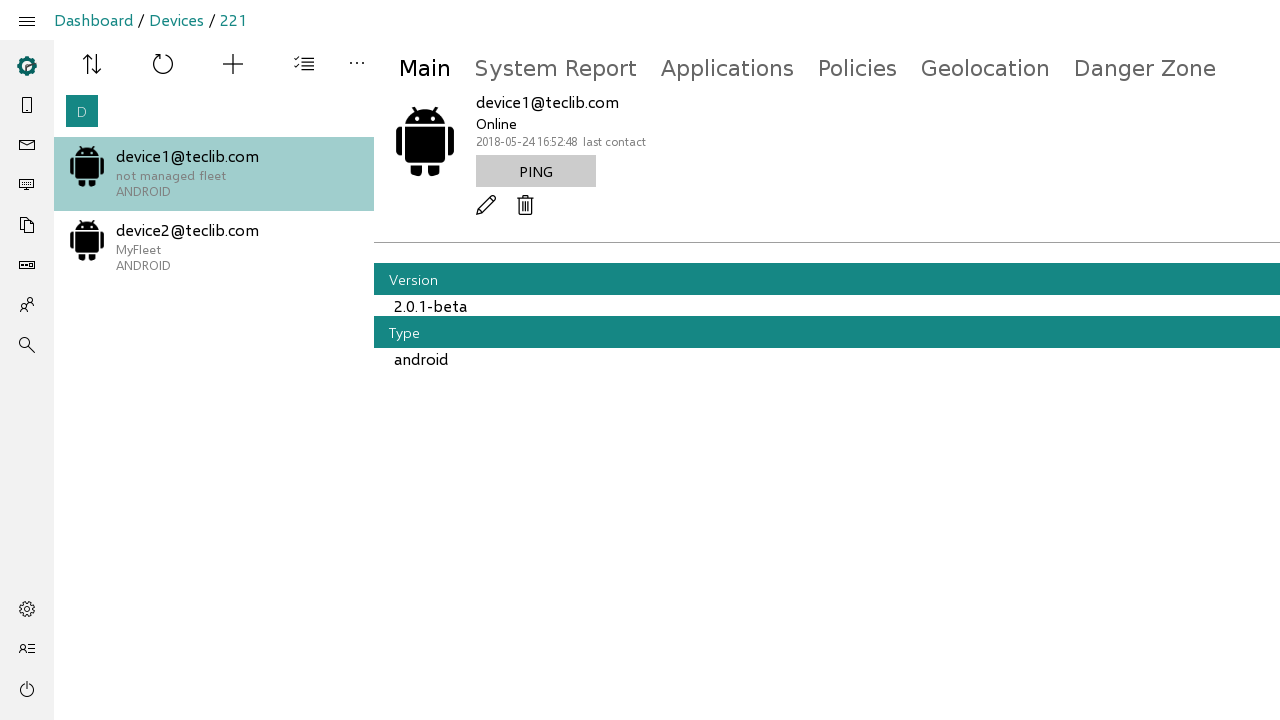 Dashboard / Devices / 221
D
device1@teclib.com
not managed fleet
ANDROID
device2@teclib.com
MyFleet
ANDROID
Main System Report Applications Policies Geolocation Danger Zone
device1@teclib.com
Online
2018-05-24 16:52:48 last contact
PING
Version
2.0.1-beta
Type
android